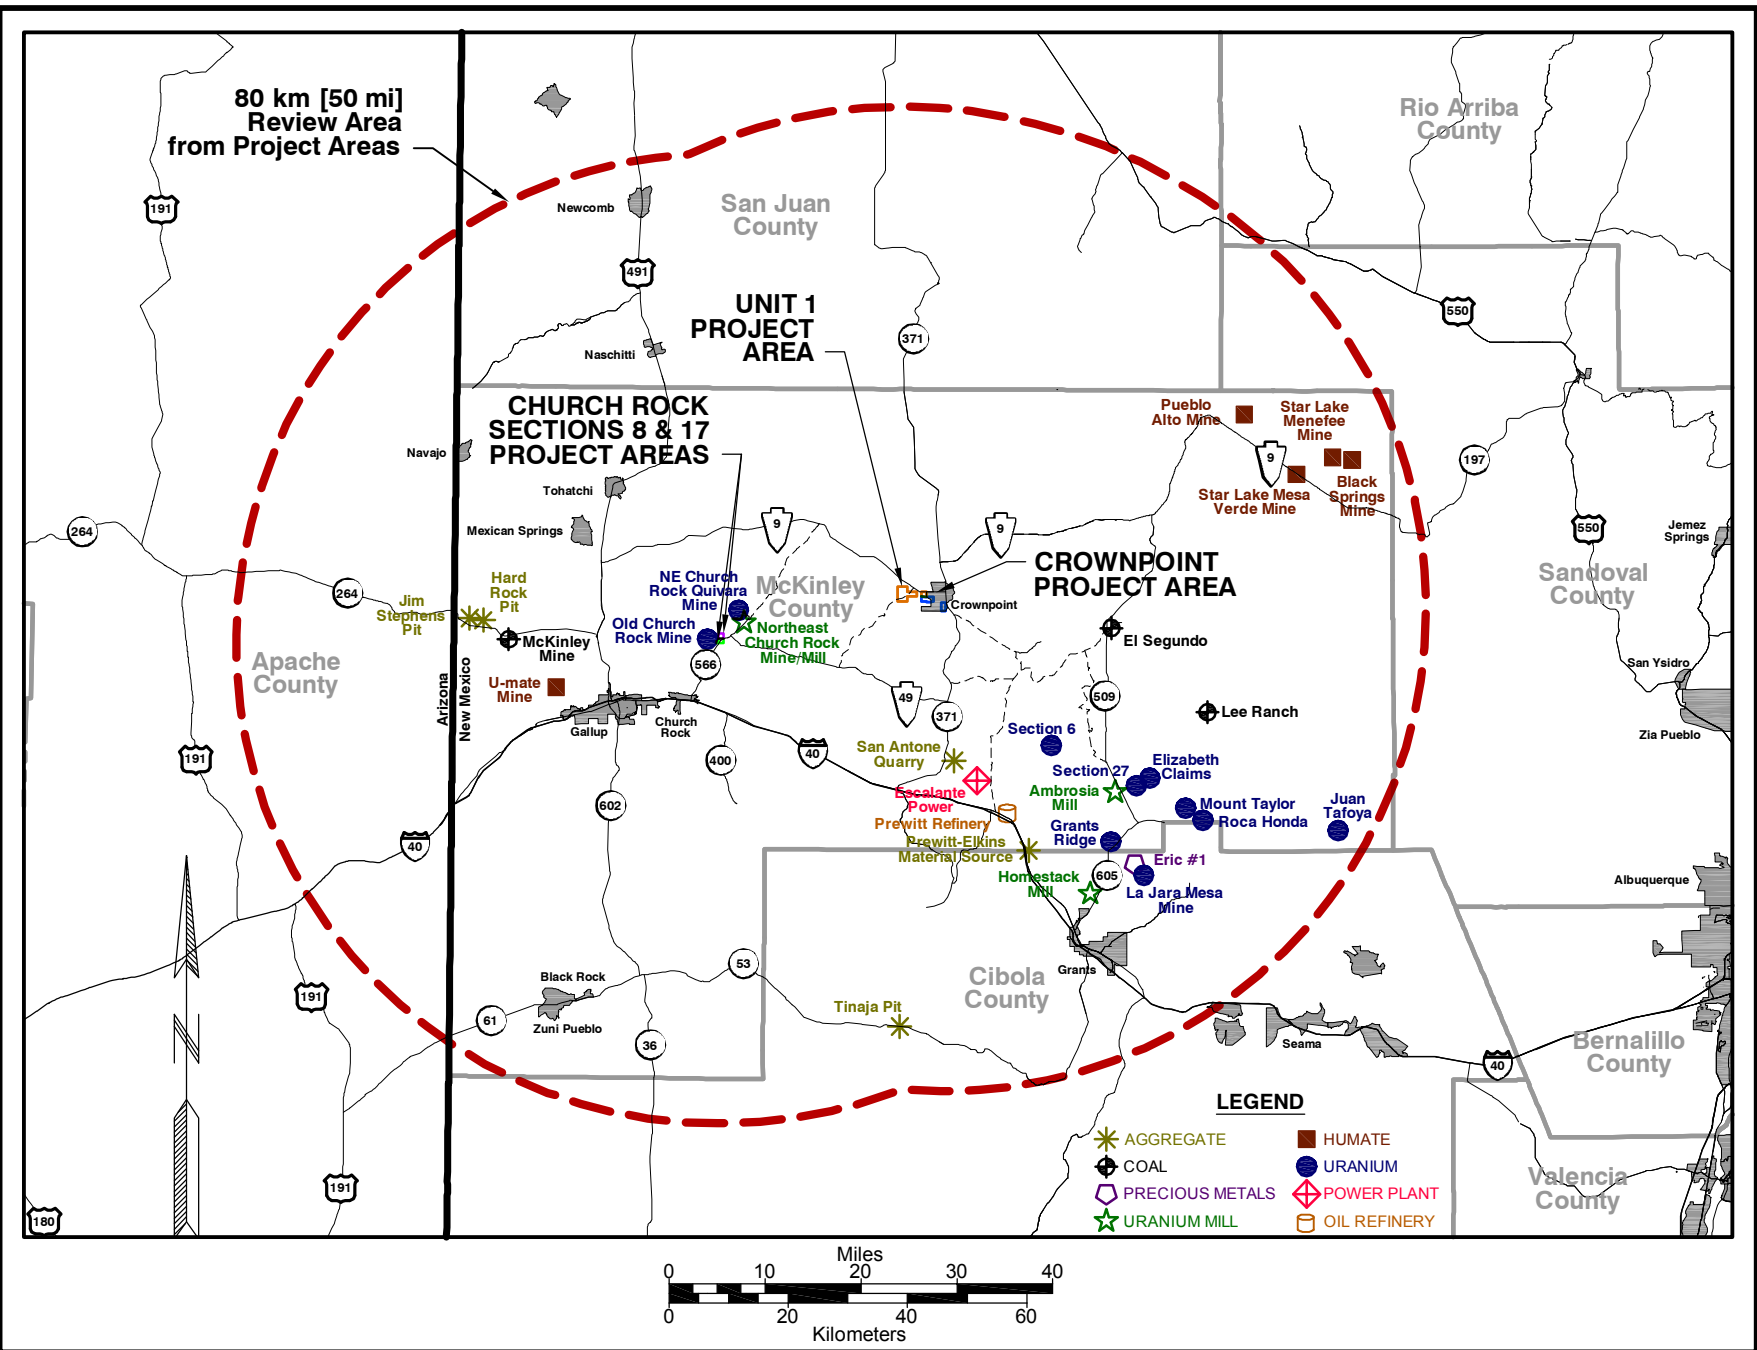 80 km [50 mi]
Review Area
from Project Areas
Rio Arriba
County
191
Newcomb
San Juan
County
491
UNIT 1
PROJECT
AREA
371
550
Naschitti
CHURCH ROCK
SECTIONS 8 & 17
PROJECT AREAS
Pueblo
Alto Mine
Star Lake
Menefee
Mine
Navajo
9
197
Tohatchi
Star Lake Mesa
Verde Mine
Black
Springs
Mine
264
Mexican Springs
9
9
550
Jemez
Springs
CROWNPOINT
PROJECT AREA
Sandoval
County
264
Hard
Rock
Pit
Jim
Stephens
Pit
NE Church
Rock Quivara
Mine
McKinley
County
Crownpoint
Old Church
Rock Mine
Northeast
Church Rock
Mine/Mill
McKinley
Mine
El Segundo
Apache
County
566
U-mate
Mine
Arizona
New Mexico
San Ysidro
49
509
371
Lee Ranch
Gallup
Church
Rock
Zia Pueblo
191
400
40
San Antone
Quarry
Section 6
Section 27
Elizabeth
Claims
Escalante
Power
Ambrosia
Mill
602
Prewitt Refinery
Mount Taylor
Roca Honda
Juan
Tafoya
40
Grants
Ridge
Prewitt-Elkins
Material Source
Eric #1
Homestack
Mill
605
La Jara Mesa
Mine
Albuquerque
53
Black Rock
Grants
Cibola
County
191
61
Zuni Pueblo
Tinaja Pit
36
Seama
Bernalillo
County
40
LEGEND
AGGREGATE
HUMATE
COAL
URANIUM
PRECIOUS METALS
POWER PLANT
URANIUM MILL
OIL REFINERY
Valencia
County
191
180
N
Miles
0 10 20 30 40
0 20 40 60
Kilometers